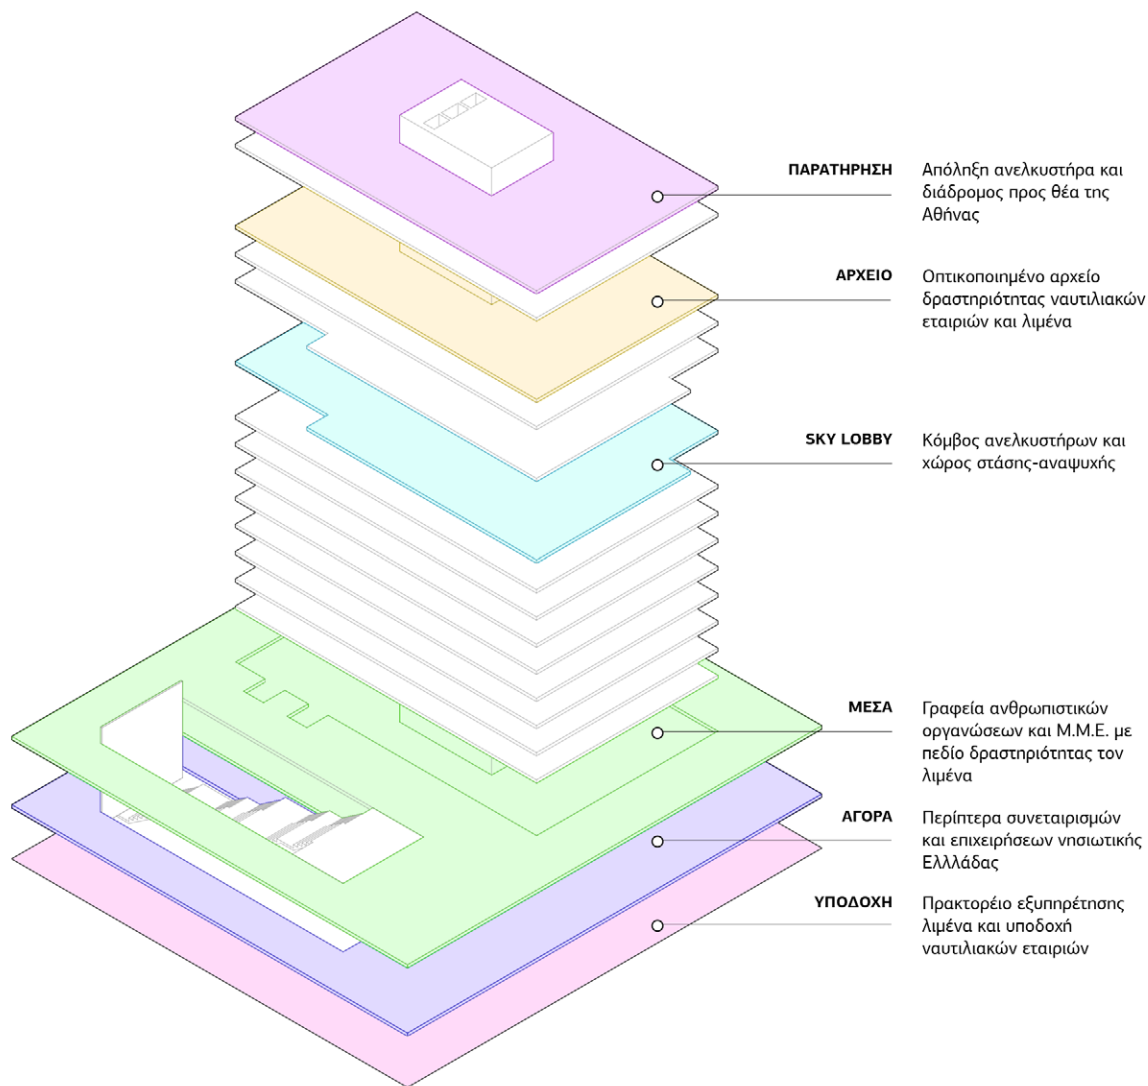 ΠΑΡΑΤΗΡΗΣΗ
Απόληξη ανελκυστήρα και
διάδρομος προς θέα της
Αθήνας
ΑΡΧΕΙΟ
Οπτικοποιημένο αρχείο
δραστηριότητας ναυτιλιακών
εταιριών και λιμένα
SKY LOBBY
Κόμβος ανελκυστήρων και
χώρος στάσης-αναψυχής
ΜΕΣΑ
Γραφεία ανθρωπιστικών
οργανώσεων και Μ.Μ.Ε. με
πεδίο δραστηριότητας τον
λιμένα
ΑΓΟΡΑ
Περίπτερα συνεταιρισμών
και επιχειρήσεων νησιωτικής
Ελλλάδας
ΥΠΟΔΟΧΗ
Πρακτορείο εξυπηρέτησης
λιμένα και υποδοχή
ναυτιλιακών εταιριών